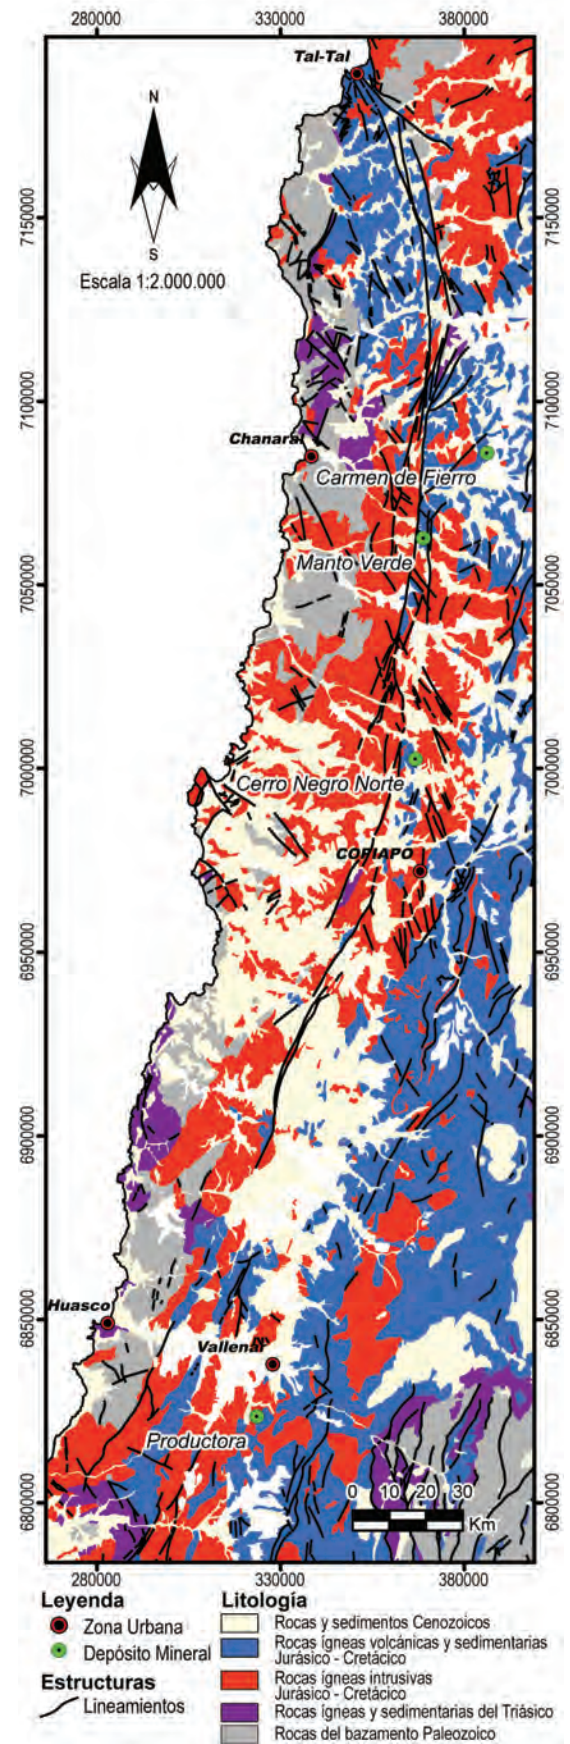 280000 330000 380000
Tal-Tal
N
S
Escala 1:2.000.000
7150000 7150000
7100000 7100000
Chanaral
Carmen de Fierro
Manto Verde
7050000 7050000
7000000 7000000
Cerro Negro Norte
COPIAPO
6950000 6950000
6900000 6900000
Huasco
6850000 6850000
Vallenar
Productora
0 10 20 30
Km
6800000 6800000
280000 330000 380000
Leyenda
Zona Urbana
Depósito Mineral
Estructuras
Lineamientos
Litología
Rocas y sedimentos Cenozoicos
Rocas ígneas volcánicas y sedimentarias
Jurásico - Cretácico
Rocas ígneas intrusivas
Jurásico - Cretácico
Rocas ígneas y sedimentarias del Triásico
Rocas del bazamento Paleozoico